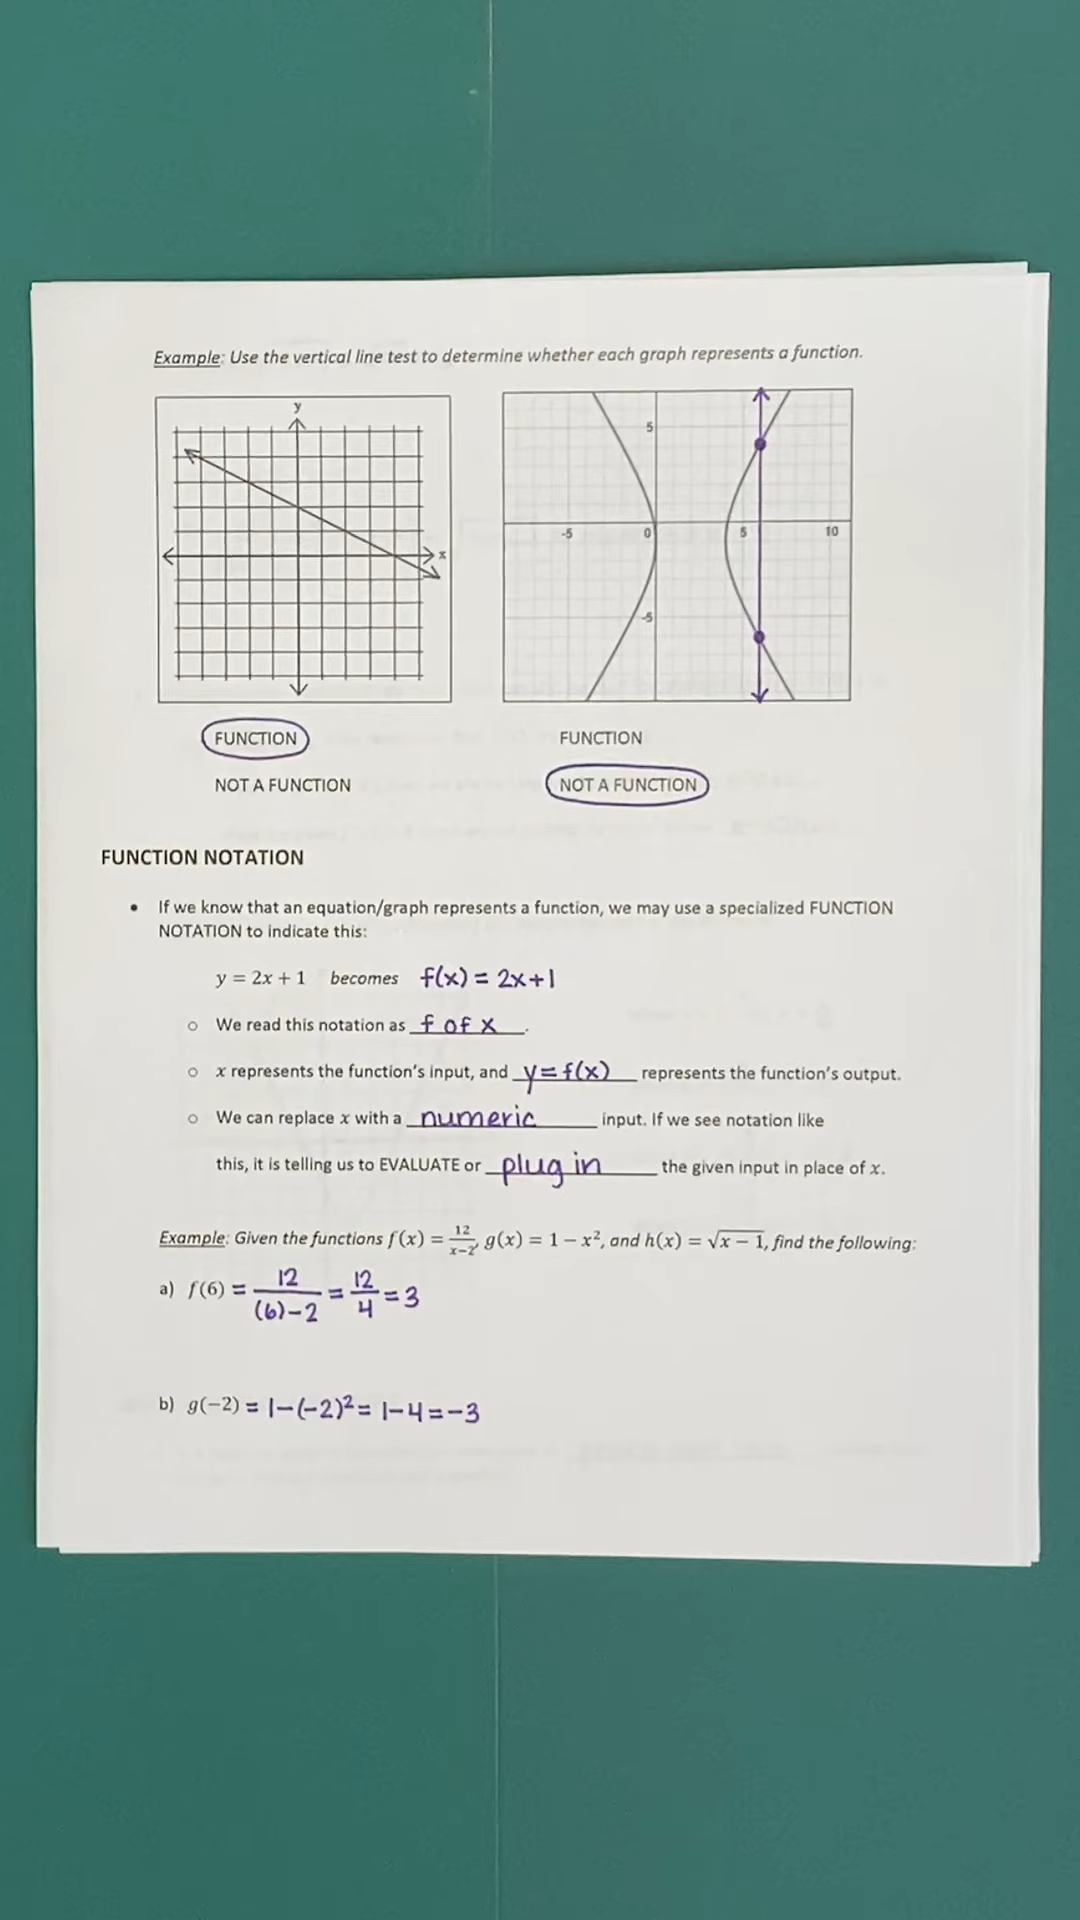 Example: Use the vertical line test to determine whether each graph represents a function.
y
x
5
-5 0 5 10
-5
FUNCTION FUNCTION
NOT A FUNCTION NOT A FUNCTION
FUNCTION NOTATION
• If we know that an equation/graph represents a function, we may use a specialized FUNCTION
NOTATION to indicate this:
y = 2x + 1 becomes f(x) = 2x+1
○ We read this notation as f of x.
○ x represents the function's input, and y = f(x) represents the function's output.
○ We can replace x with a numeric input. If we see notation like
this, it is telling us to EVALUATE or plug in the given input in place of x.
Example: Given the functions f(x) = 12/(x−2), g(x) = 1 − x², and h(x) = √(x − 1), find the following:
a) f(6) = 12/((6)−2) = 12/4 = 3
b) g(−2) = 1−(−2)² = 1−4 = −3